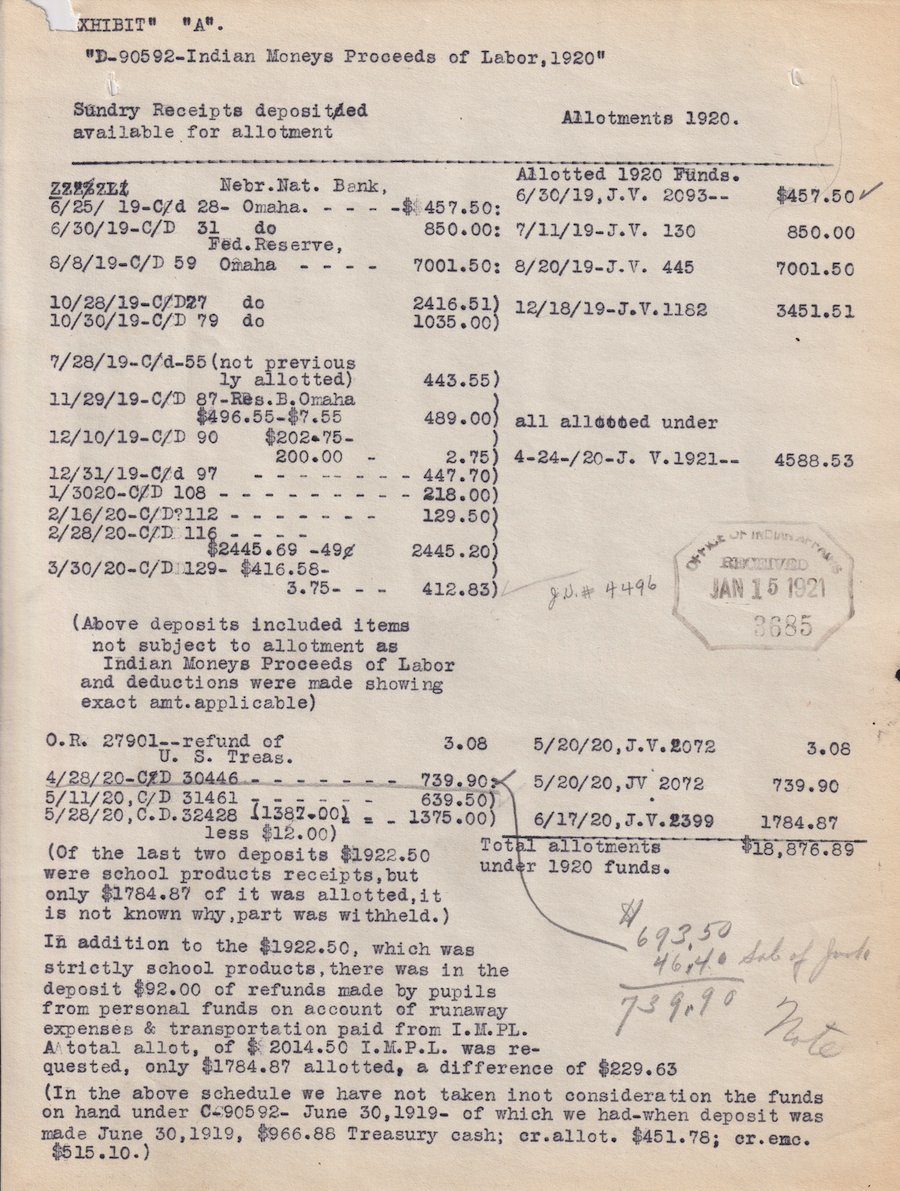 EXHIBIT" "A".
"D-90592-Indian Moneys Proceeds of Labor,1920"
Sundry Receipts deposited Allotments 1920.
available for allotment
Allotted 1920 Funds.
Nebr.Nat. Bank,
6/25/ 19-C/d 28- Omaha. - - - -$ 457.50: 6/30/19,J.V. 2093-- $457.50 ✓
6/30/19-C/D 31 do 850.00: 7/11/19-J.V. 130 850.00
Fed.Reserve,
8/8/19-C/D 59 Omaha - - - - 7001.50: 8/20/19-J.V. 445 7001.50
10/28/19-C/D27 do 2416.51) 12/18/19-J.V.1182 3451.51
10/30/19-C/D 79 do 1035.00)
7/28/19-C/d-55(not previous
ly allotted) 443.55)
11/29/19-C/D 87-Res.B.Omaha )
$496.55-$7.55 489.00) all allotted under
12/10/19-C/D 90 $202.75- )
200.00 - 2.75) 4-24-/20-J. V.1921-- 4588.53
12/31/19-C/d 97 - - - - - - - 447.70)
1/3020-C/D 108 - - - - - - - - - 218.00)
2/16/20-C/D?112 - - - - - - - 129.50)
2/28/20-C/D 116 - - - - )
$2445.69 -49¢ 2445.20)
3/30/20-C/D 129- $416.58- )
3.75- - - 412.83) J.V.# 4496
OFFICE OF INDIAN AFFAIRS
RECEIVED
JAN 15 1921
3685
(Above deposits included items
not subject to allotment as
Indian Moneys Proceeds of Labor
and deductions were made showing
exact amt.applicable)
O.R. 27901--refund of 3.08 5/20/20,J.V.2072 3.08
U. S. Treas.
4/28/20-C/D 30446 - - - - - - - 739.90: 5/20/20,JV 2072 739.90
5/11/20,C/D 31461 - - - - - - 639.50)
5/28/20,C.D.32428 (1387.00) - - 1375.00) 6/17/20,J.V.2399 1784.87
less $12.00)
Total allotments $18,876.89
under 1920 funds.
(Of the last two deposits $1922.50
were school products receipts,but
only $1784.87 of it was allotted,it
is not known why,part was withheld.)
$
693.50
46.40 Sub of
739.90
Note
In addition to the $1922.50, which was
strictly school products,there was in the
deposit $92.00 of refunds made by pupils
from personal funds on account of runaway
expenses & transportation paid from I.M.PL.
A total allot, of $ 2014.50 I.M.P.L. was re-
quested, only $1784.87 allotted, a difference of $229.63
(In the above schedule we have not taken inot consideration the funds
on hand under C-90592- June 30,1919- of which we had-when deposit was
made June 30,1919, $966.88 Treasury cash; cr.allot. $451.78; cr.emc.
$515.10.)